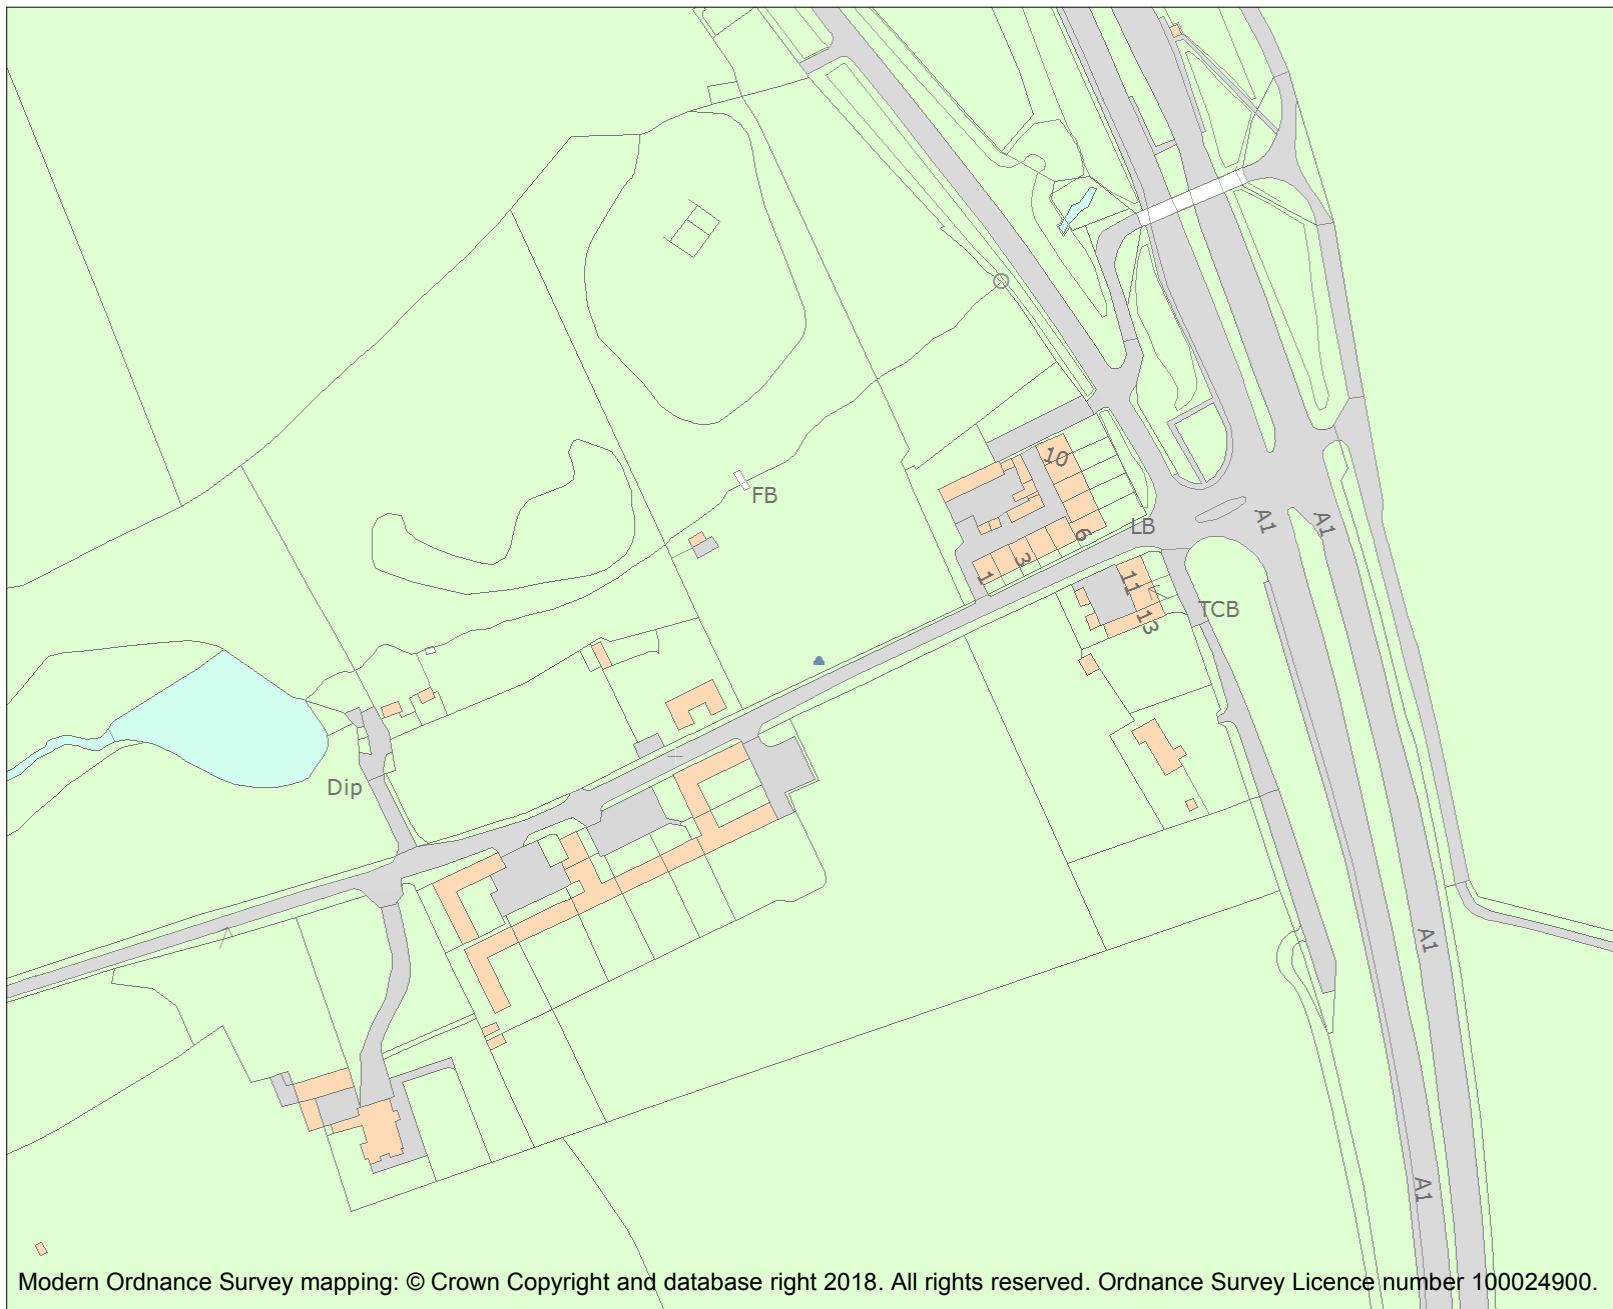 10
FB
A1
A1
LB
6
3
1
11
TCB
13
Dip
A1
A1
Modern Ordnance Survey mapping: © Crown Copyright and database right 2018. All rights reserved. Ordnance Survey Licence number 100024900.